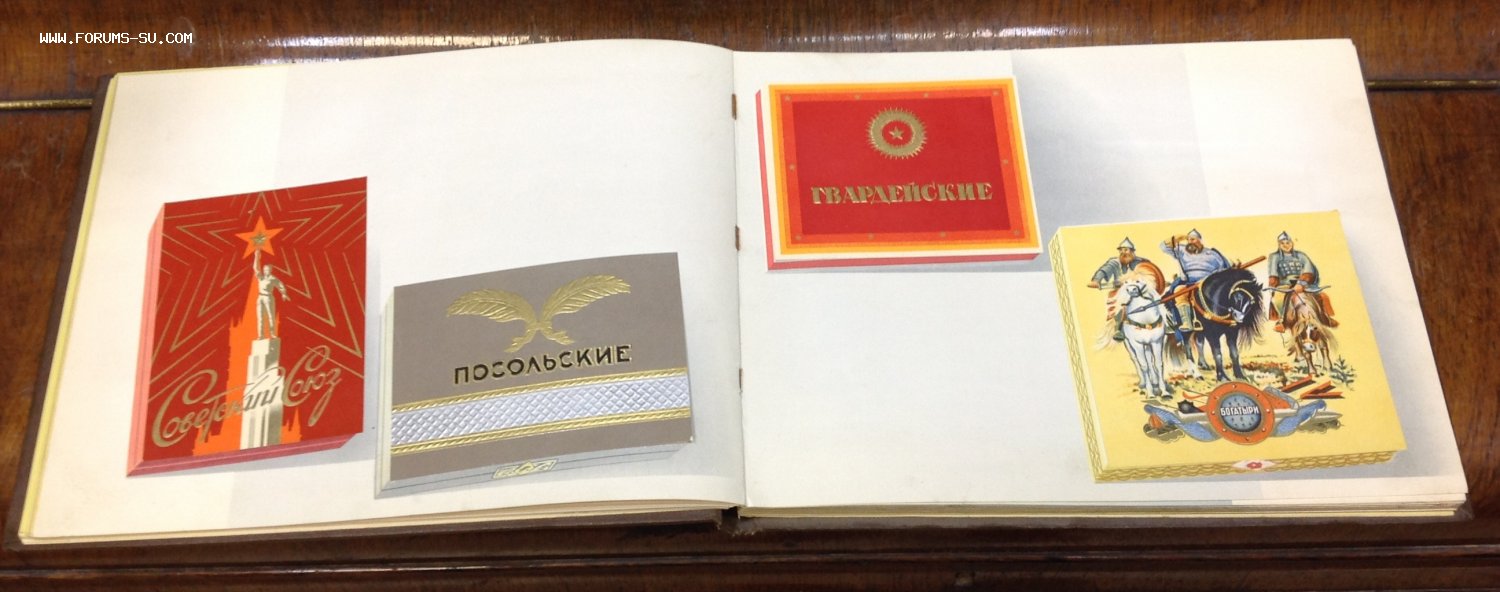 WWW.FORUMS-SU.COM
Советский Союз
ПОСОЛЬСКИЕ
ГВАРДЕЙСКИЕ
БОГАТЫРИ